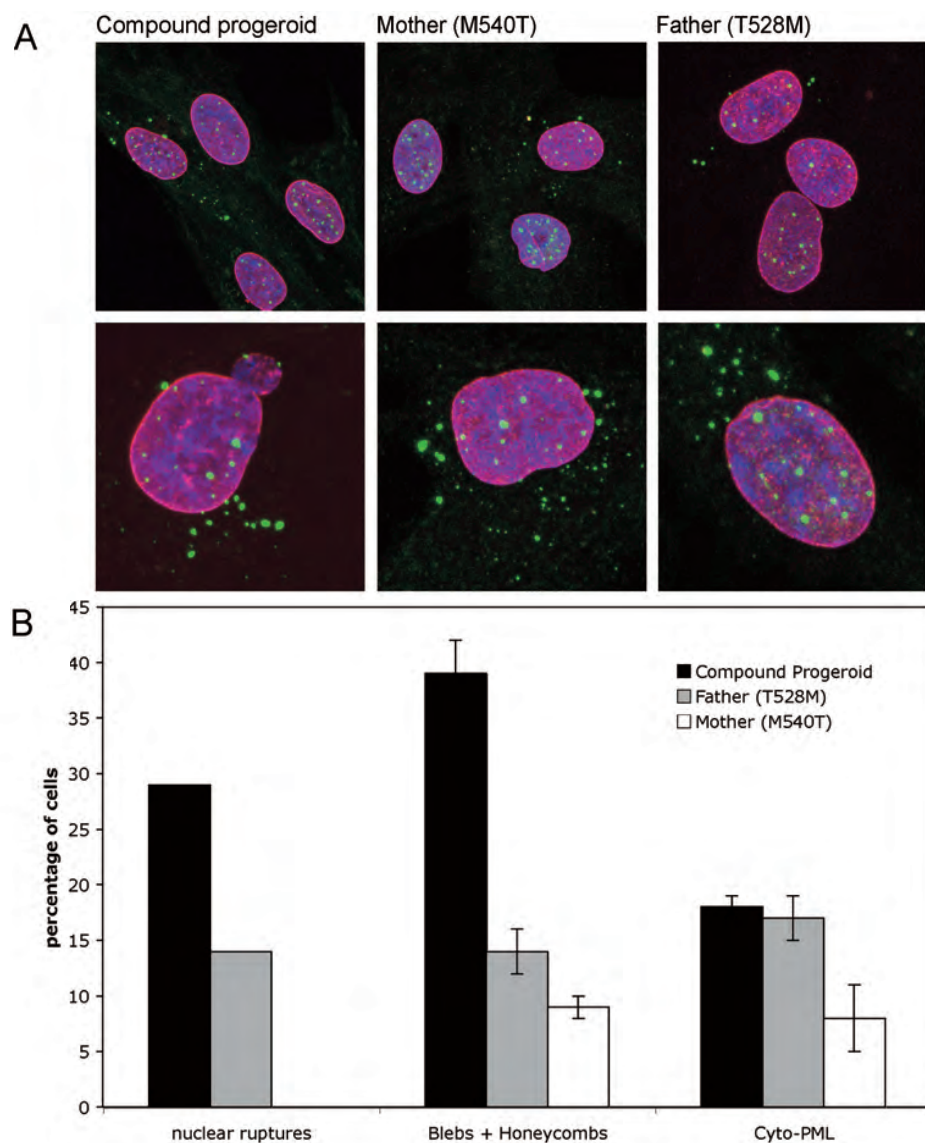 A
Compound progeroid
Mother (M540T)
Father (T528M)
B
45
40
35
30
25
20
15
10
5
0
percentage of cells
Compound Progeroid
Father (T528M)
Mother (M540T)
nuclear ruptures
Blebs + Honeycombs
Cyto-PML